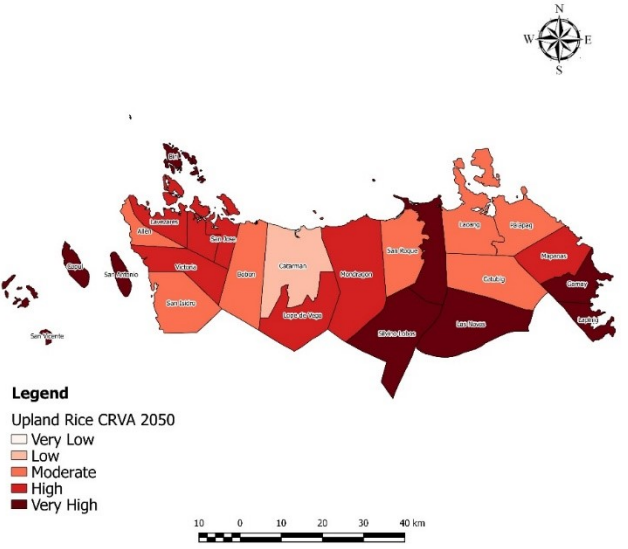 N
W E
S
Biri
Lavezares
Allen
San Jose
Laoang
Palapag
San Roque
Capul
San Antonio
Victoria
Bobon
Catarman
Mondragon
Mapanas
Catubig
Gamay
San Isidro
Lope de Vega
Lapinig
San Vicente
Silvino Lobos
Las Navas
Legend
Upland Rice CRVA 2050
Very Low
Low
Moderate
High
Very High
10 0 10 20 30 40 km